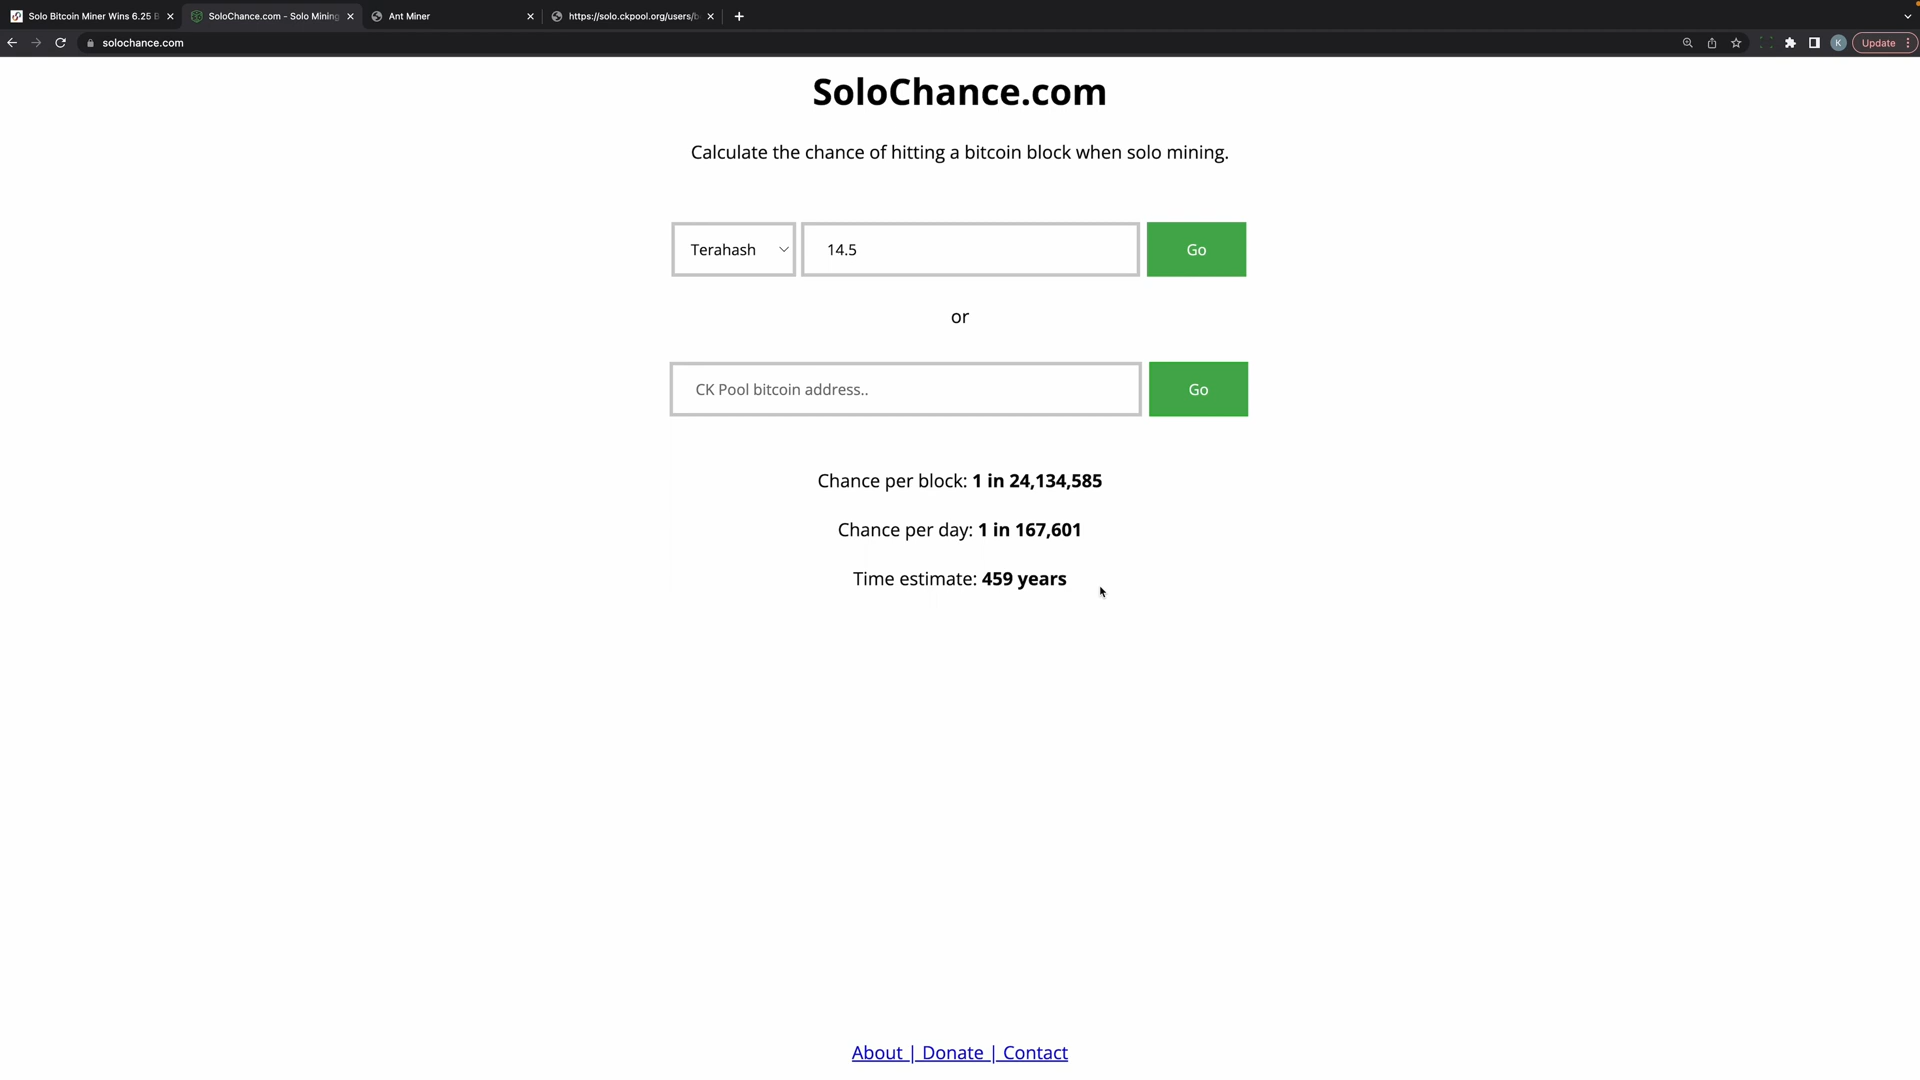 Solo Bitcoin Miner Wins 6.25 B
SoloChance.com - Solo Mining
Ant Miner
https://solo.ckpool.org/users/b
solochance.com
K
Update
SoloChance.com
Calculate the chance of hitting a bitcoin block when solo mining.
Terahash
14.5
Go
or
CK Pool bitcoin address..
Go
Chance per block: 1 in 24,134,585
Chance per day: 1 in 167,601
Time estimate: 459 years
About | Donate | Contact